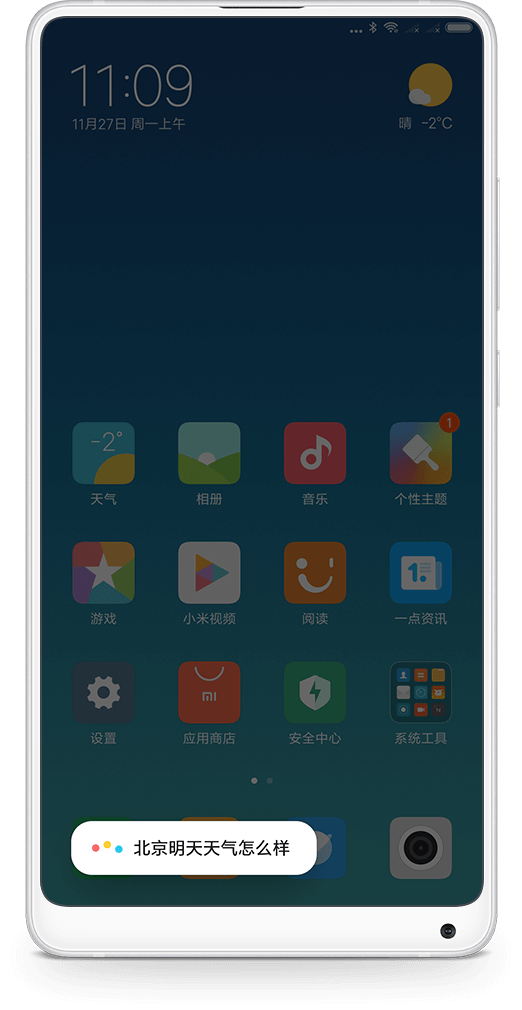 11:09
11月27日 周一上午
晴 -2°C
-2°
1
天气
相册
音乐
个性主题
1.
游戏
小米视频
阅读
一点资讯
mi
设置
应用商店
安全中心
系统工具
北京明天天气怎么样